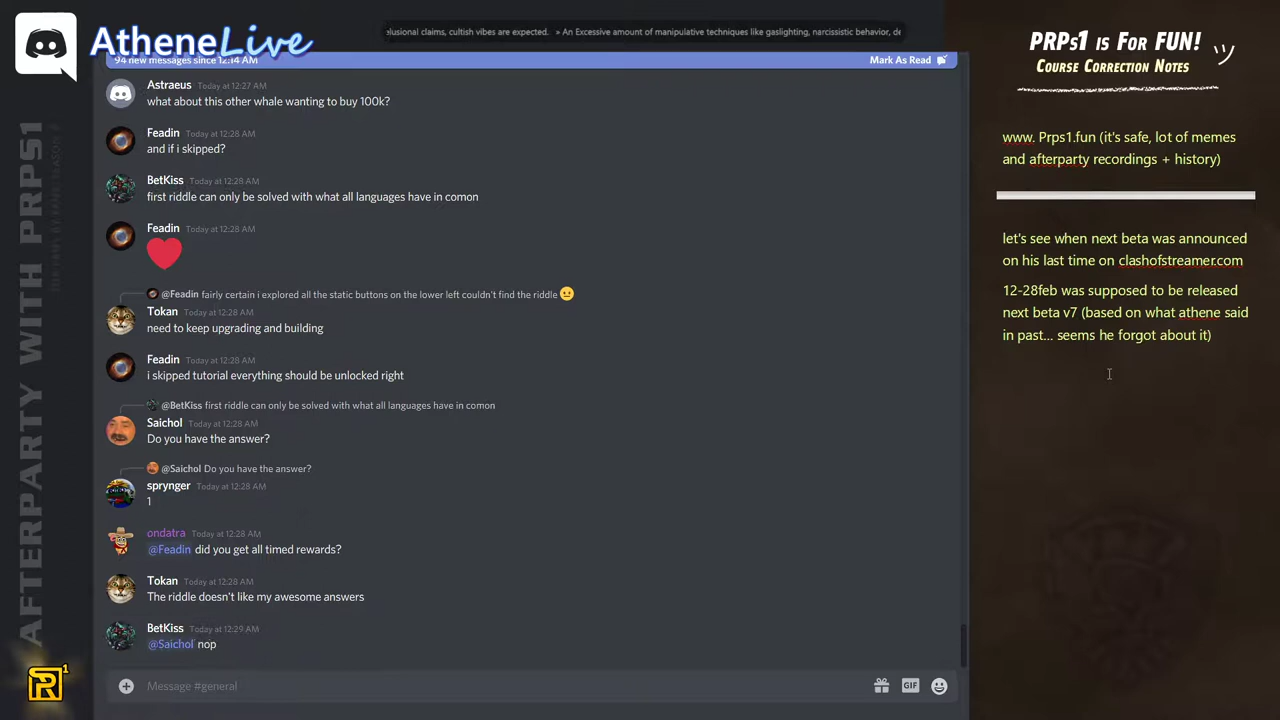 AtheneLive
elusional claims, cultish vibes are expected. » An Excessive amount of manipulative techniques like gaslighting, narcissistic behavior, de
94 new messages since 12:14 AM
Mark As Read
Astraeus Today at 12:27 AM
what about this other whale wanting to buy 100k?
Feadin Today at 12:28 AM
and if i skipped?
BetKiss Today at 12:28 AM
first riddle can only be solved with what all languages have in comon
Feadin Today at 12:28 AM
@Feadin fairly certain i explored all the static buttons on the lower left couldn't find the riddle
Tokan Today at 12:28 AM
need to keep upgrading and building
Feadin Today at 12:28 AM
i skipped tutorial everything should be unlocked right
@BetKiss first riddle can only be solved with what all languages have in comon
Saichol Today at 12:28 AM
Do you have the answer?
@Saichol Do you have the answer?
sprynger Today at 12:28 AM
1
ondatra Today at 12:28 AM
@Feadin did you get all timed rewards?
Tokan Today at 12:28 AM
The riddle doesn't like my awesome answers
BetKiss Today at 12:29 AM
@Saichol nop
Message #general
GIF
PRPs1 is For FUN!
Course Correction Notes
www. Prps1.fun (it's safe, lot of memes
and afterparty recordings + history)
let's see when next beta was announced
on his last time on clashofstreamer.com
12-28feb was supposed to be released
next beta v7 (based on what athene said
in past... seems he forgot about it)
AFTERPARTY WITH PRPS1